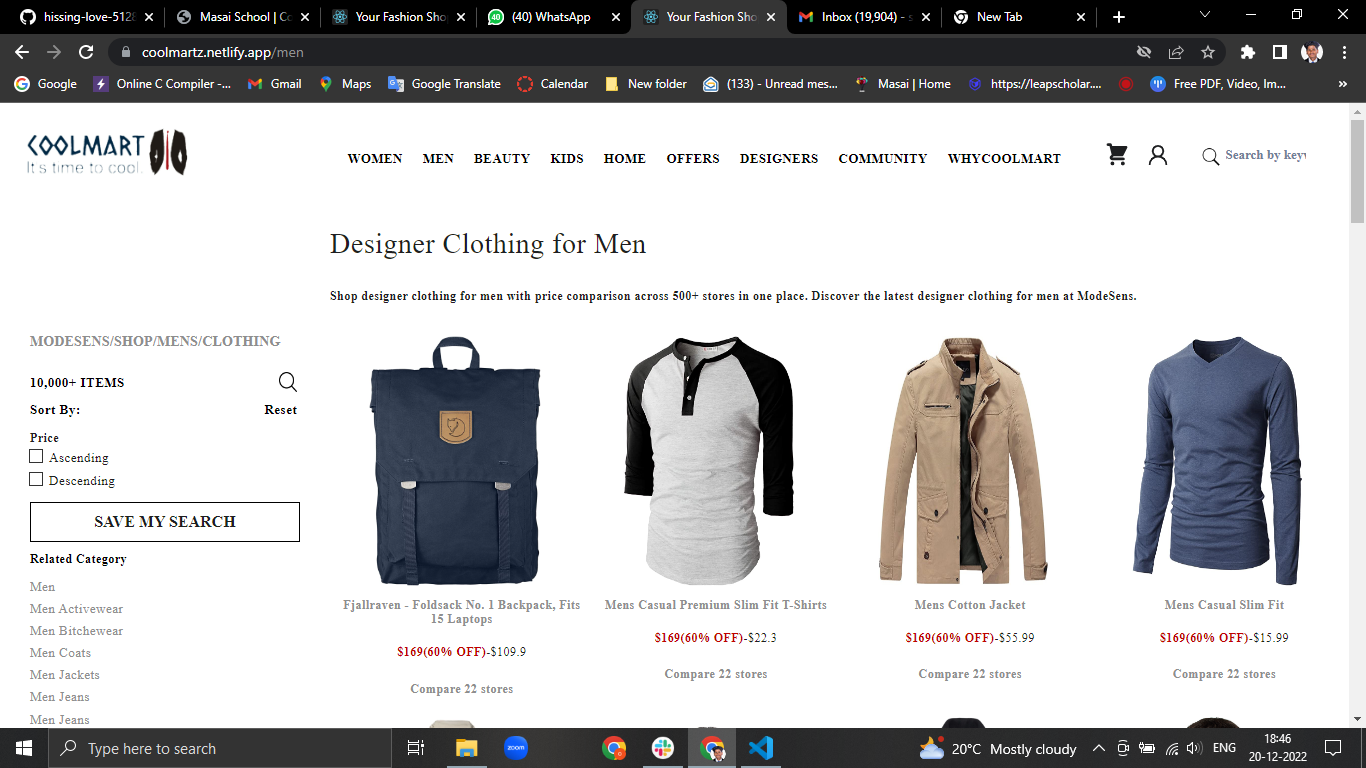 hissing-love-5128
Masai School | Co
Your Fashion Sho
(40) WhatsApp
Your Fashion Sho
Inbox (19,904) - s
New Tab
coolmartz.netlify.app/men
Google
Online C Compiler -...
Gmail
Maps
Google Translate
Calendar
New folder
(133) - Unread mes...
Masai | Home
https://leapscholar....
Free PDF, Video, Im...
COOLMART
It's time to cool.
WOMEN
MEN
BEAUTY
KIDS
HOME
OFFERS
DESIGNERS
COMMUNITY
WHYCOOLMART
Search by keyw
Designer Clothing for Men
Shop designer clothing for men with price comparison across 500+ stores in one place. Discover the latest designer clothing for men at ModeSens.
MODESENS/SHOP/MENS/CLOTHING
10,000+ ITEMS
Sort By:
Reset
Price
Ascending
Descending
SAVE MY SEARCH
Related Category
Men
Men Activewear
Men Bitchewear
Men Coats
Men Jackets
Men Jeans
Men Jeans
Fjallraven - Foldsack No. 1 Backpack, Fits
15 Laptops
$169(60% OFF)-$109.9
Compare 22 stores
Mens Casual Premium Slim Fit T-Shirts
$169(60% OFF)-$22.3
Compare 22 stores
Mens Cotton Jacket
$169(60% OFF)-$55.99
Compare 22 stores
Mens Casual Slim Fit
$169(60% OFF)-$15.99
Compare 22 stores
Type here to search
zoom
20°C Mostly cloudy
ENG
18:46
20-12-2022